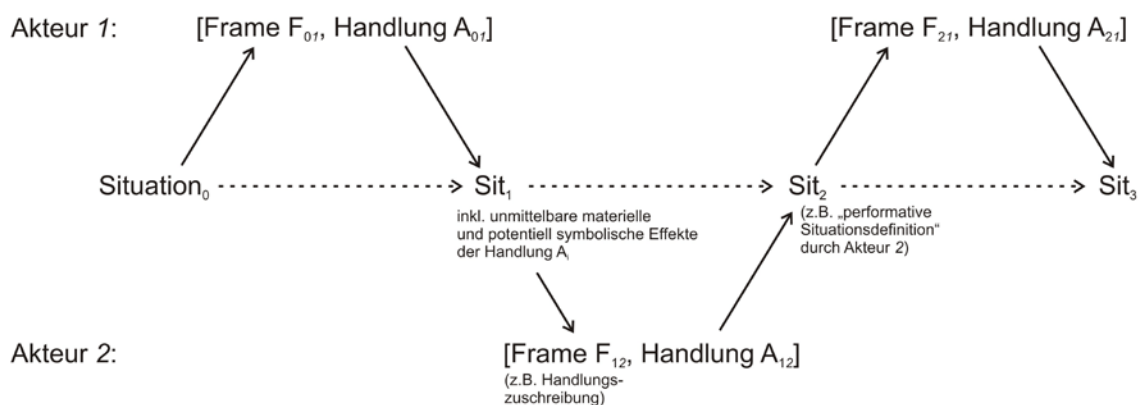 Akteur 1: [Frame F₀₁, Handlung A₀₁] [Frame F₂₁, Handlung A₂₁]
Situation₀ Sit₁ Sit₂ Sit₃
inkl. unmittelbare materielle
und potentiell symbolische Effekte
der Handlung Aᵢ
(z.B. „performative
Situationsdefinition“
durch Akteur 2)
Akteur 2: [Frame F₁₂, Handlung A₁₂]
(z.B. Handlungs-
zuschreibung)